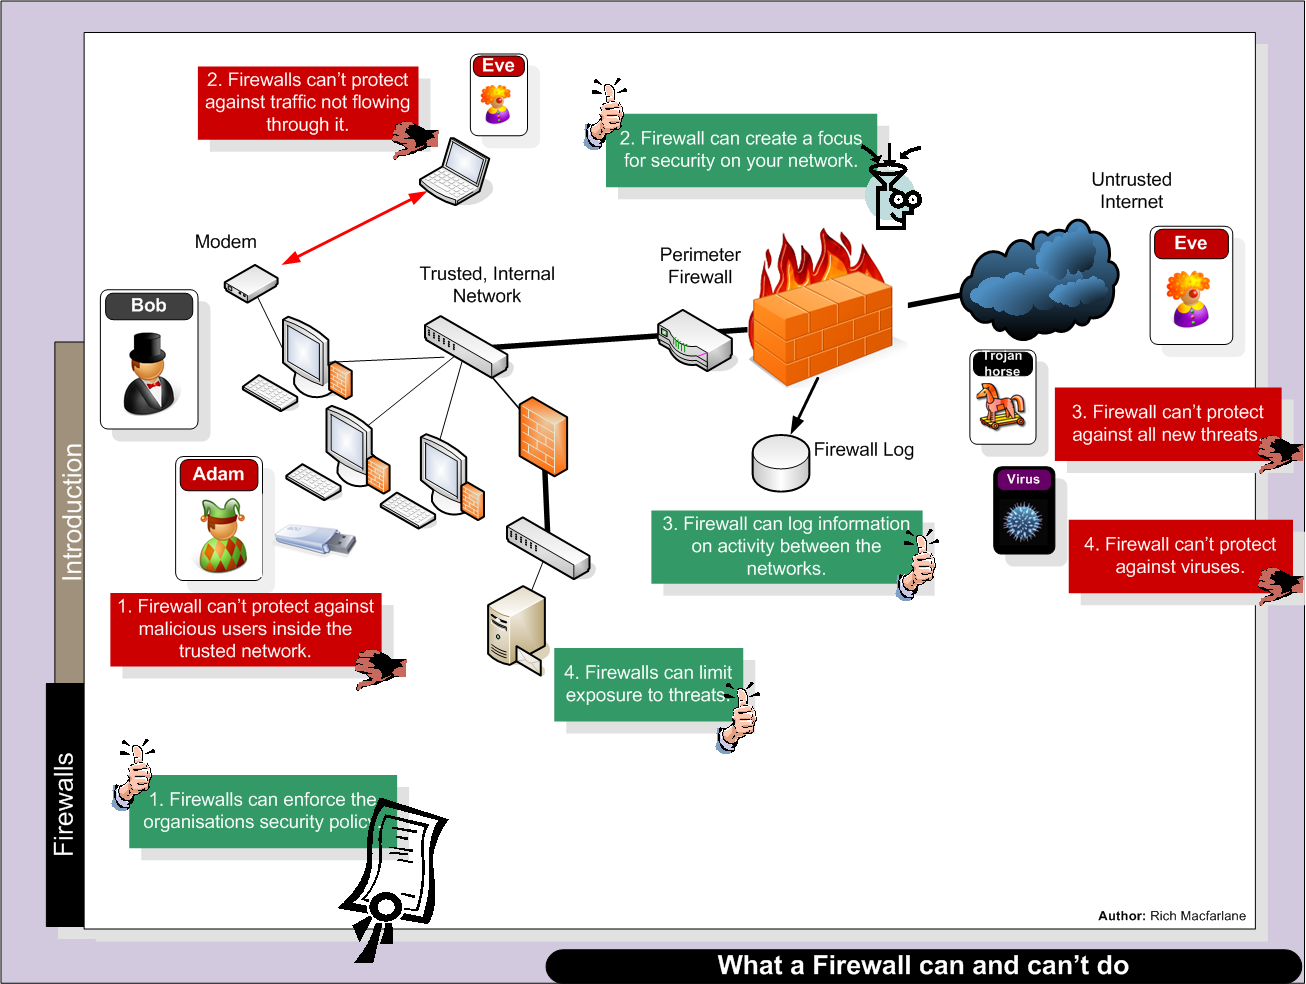 2. Firewalls can't protect
against traffic not flowing
through it.
Eve
2. Firewall can create a focus
for security on your network.
Untrusted
Internet
Eve
Modem
Trusted, Internal
Network
Perimeter
Firewall
Bob
Trojan
horse
3. Firewall can't protect
against all new threats.
Firewall Log
Adam
Virus
Introduction
3. Firewall can log information
on activity between the
networks.
4. Firewall can't protect
against viruses.
1. Firewall can't protect against
malicious users inside the
trusted network.
4. Firewalls can limit
exposure to threats.
Firewalls
1. Firewalls can enforce the
organisations security policy
Author: Rich Macfarlane
What a Firewall can and can't do